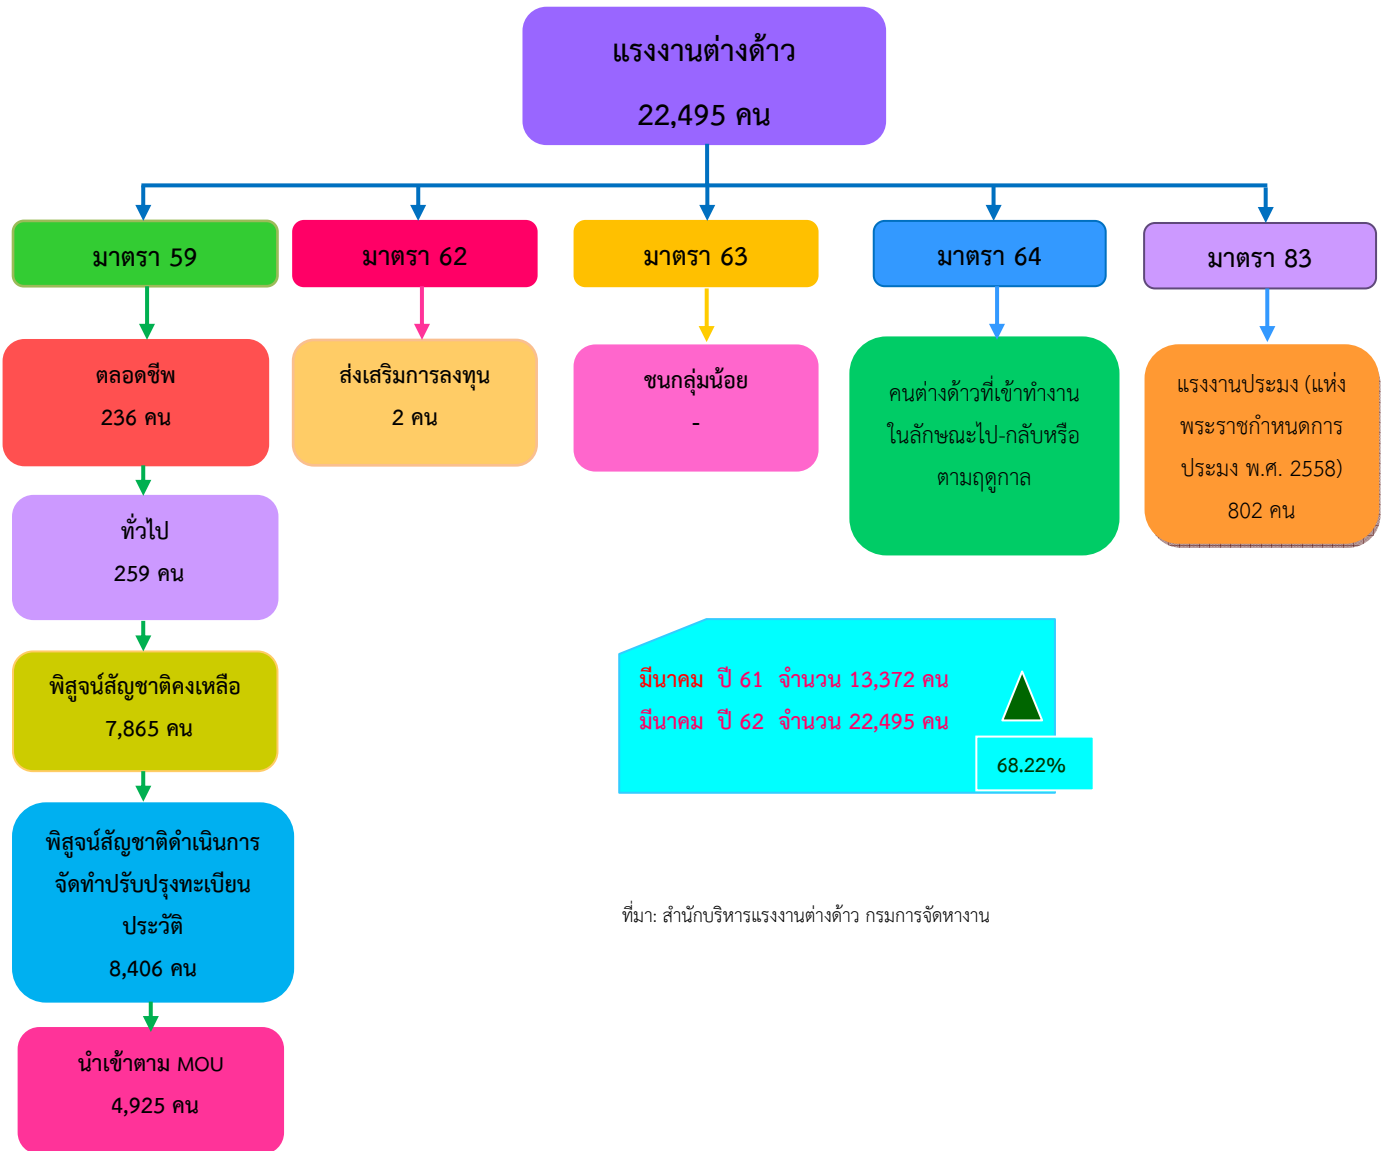 แรงงานต่างด้าว
22,495 คน
มาตรา 59
มาตรา 62
มาตรา 63
มาตรา 64
มาตรา 83
ตลอดชีพ
236 คน
ส่งเสริมการลงทุน
2 คน
ชนกลุ่มน้อย
-
คนต่างด้าวที่เข้าทำงาน
ในลักษณะไป-กลับหรือ
ตามฤดูกาล
แรงงานประมง (แห่ง
พระราชกำหนดการ
ประมง พ.ศ. 2558)
802 คน
ทั่วไป
259 คน
พิสูจน์สัญชาติคงเหลือ
7,865 คน
พิสูจน์สัญชาติดำเนินการ
จัดทำปรับปรุงทะเบียน
ประวัติ
8,406 คน
นำเข้าตาม MOU
4,925 คน
มีนาคม ปี 61 จำนวน 13,372 คน
มีนาคม ปี 62 จำนวน 22,495 คน
68.22%
ที่มา: สำนักบริหารแรงงานต่างด้าว กรมการจัดหางาน